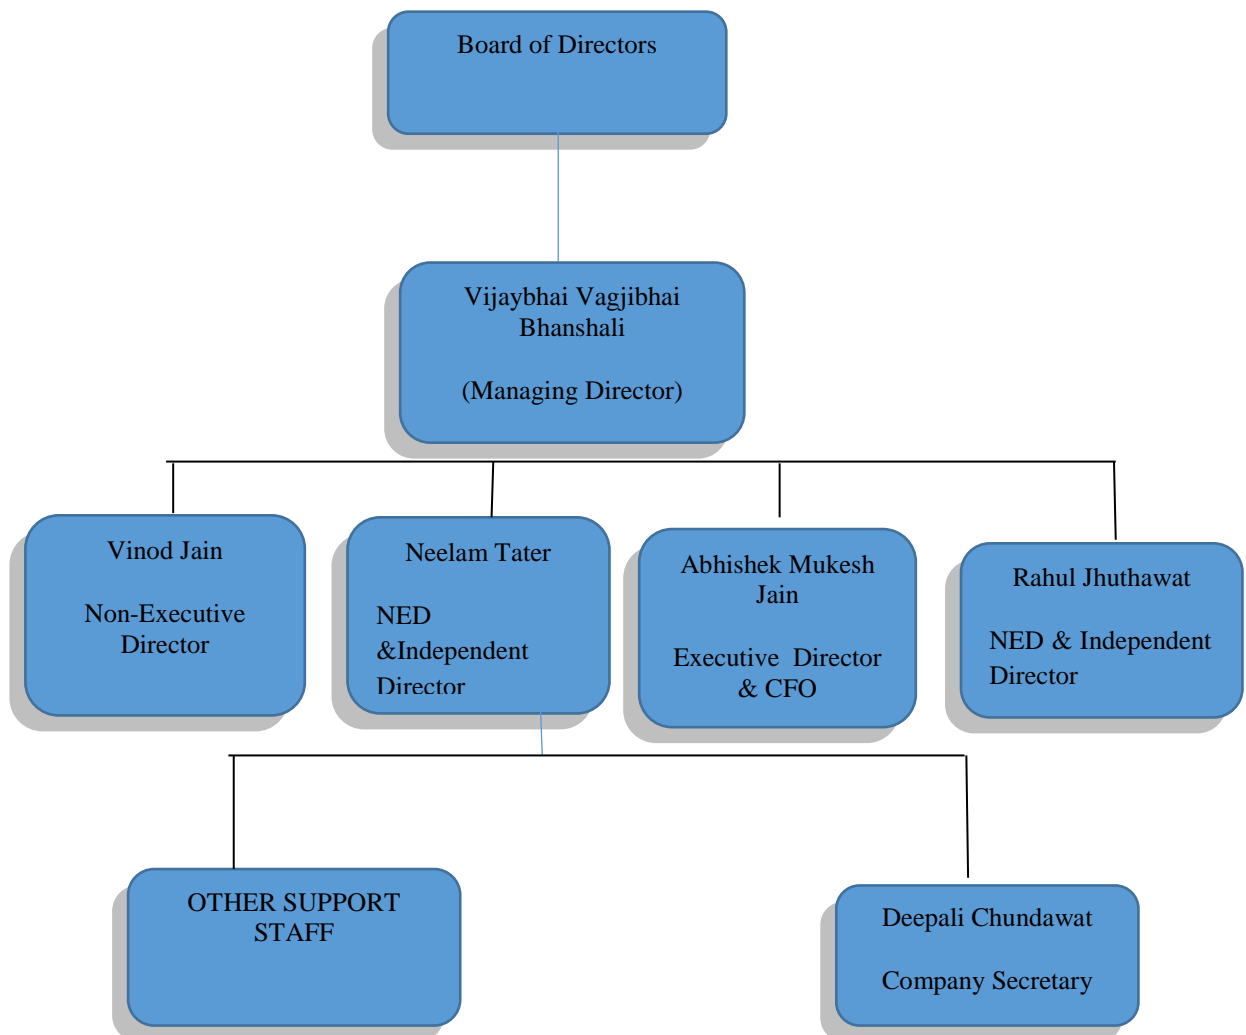 Board of Directors
Vijaybhai Vagjibhai
Bhanshali
(Managing Director)
Vinod Jain
Non-Executive
Director
Neelam Tater
NED
&Independent
Director
Abhishek Mukesh
Jain
Executive Director
& CFO
Rahul Jhuthawat
NED & Independent
Director
OTHER SUPPORT
STAFF
Deepali Chundawat
Company Secretary